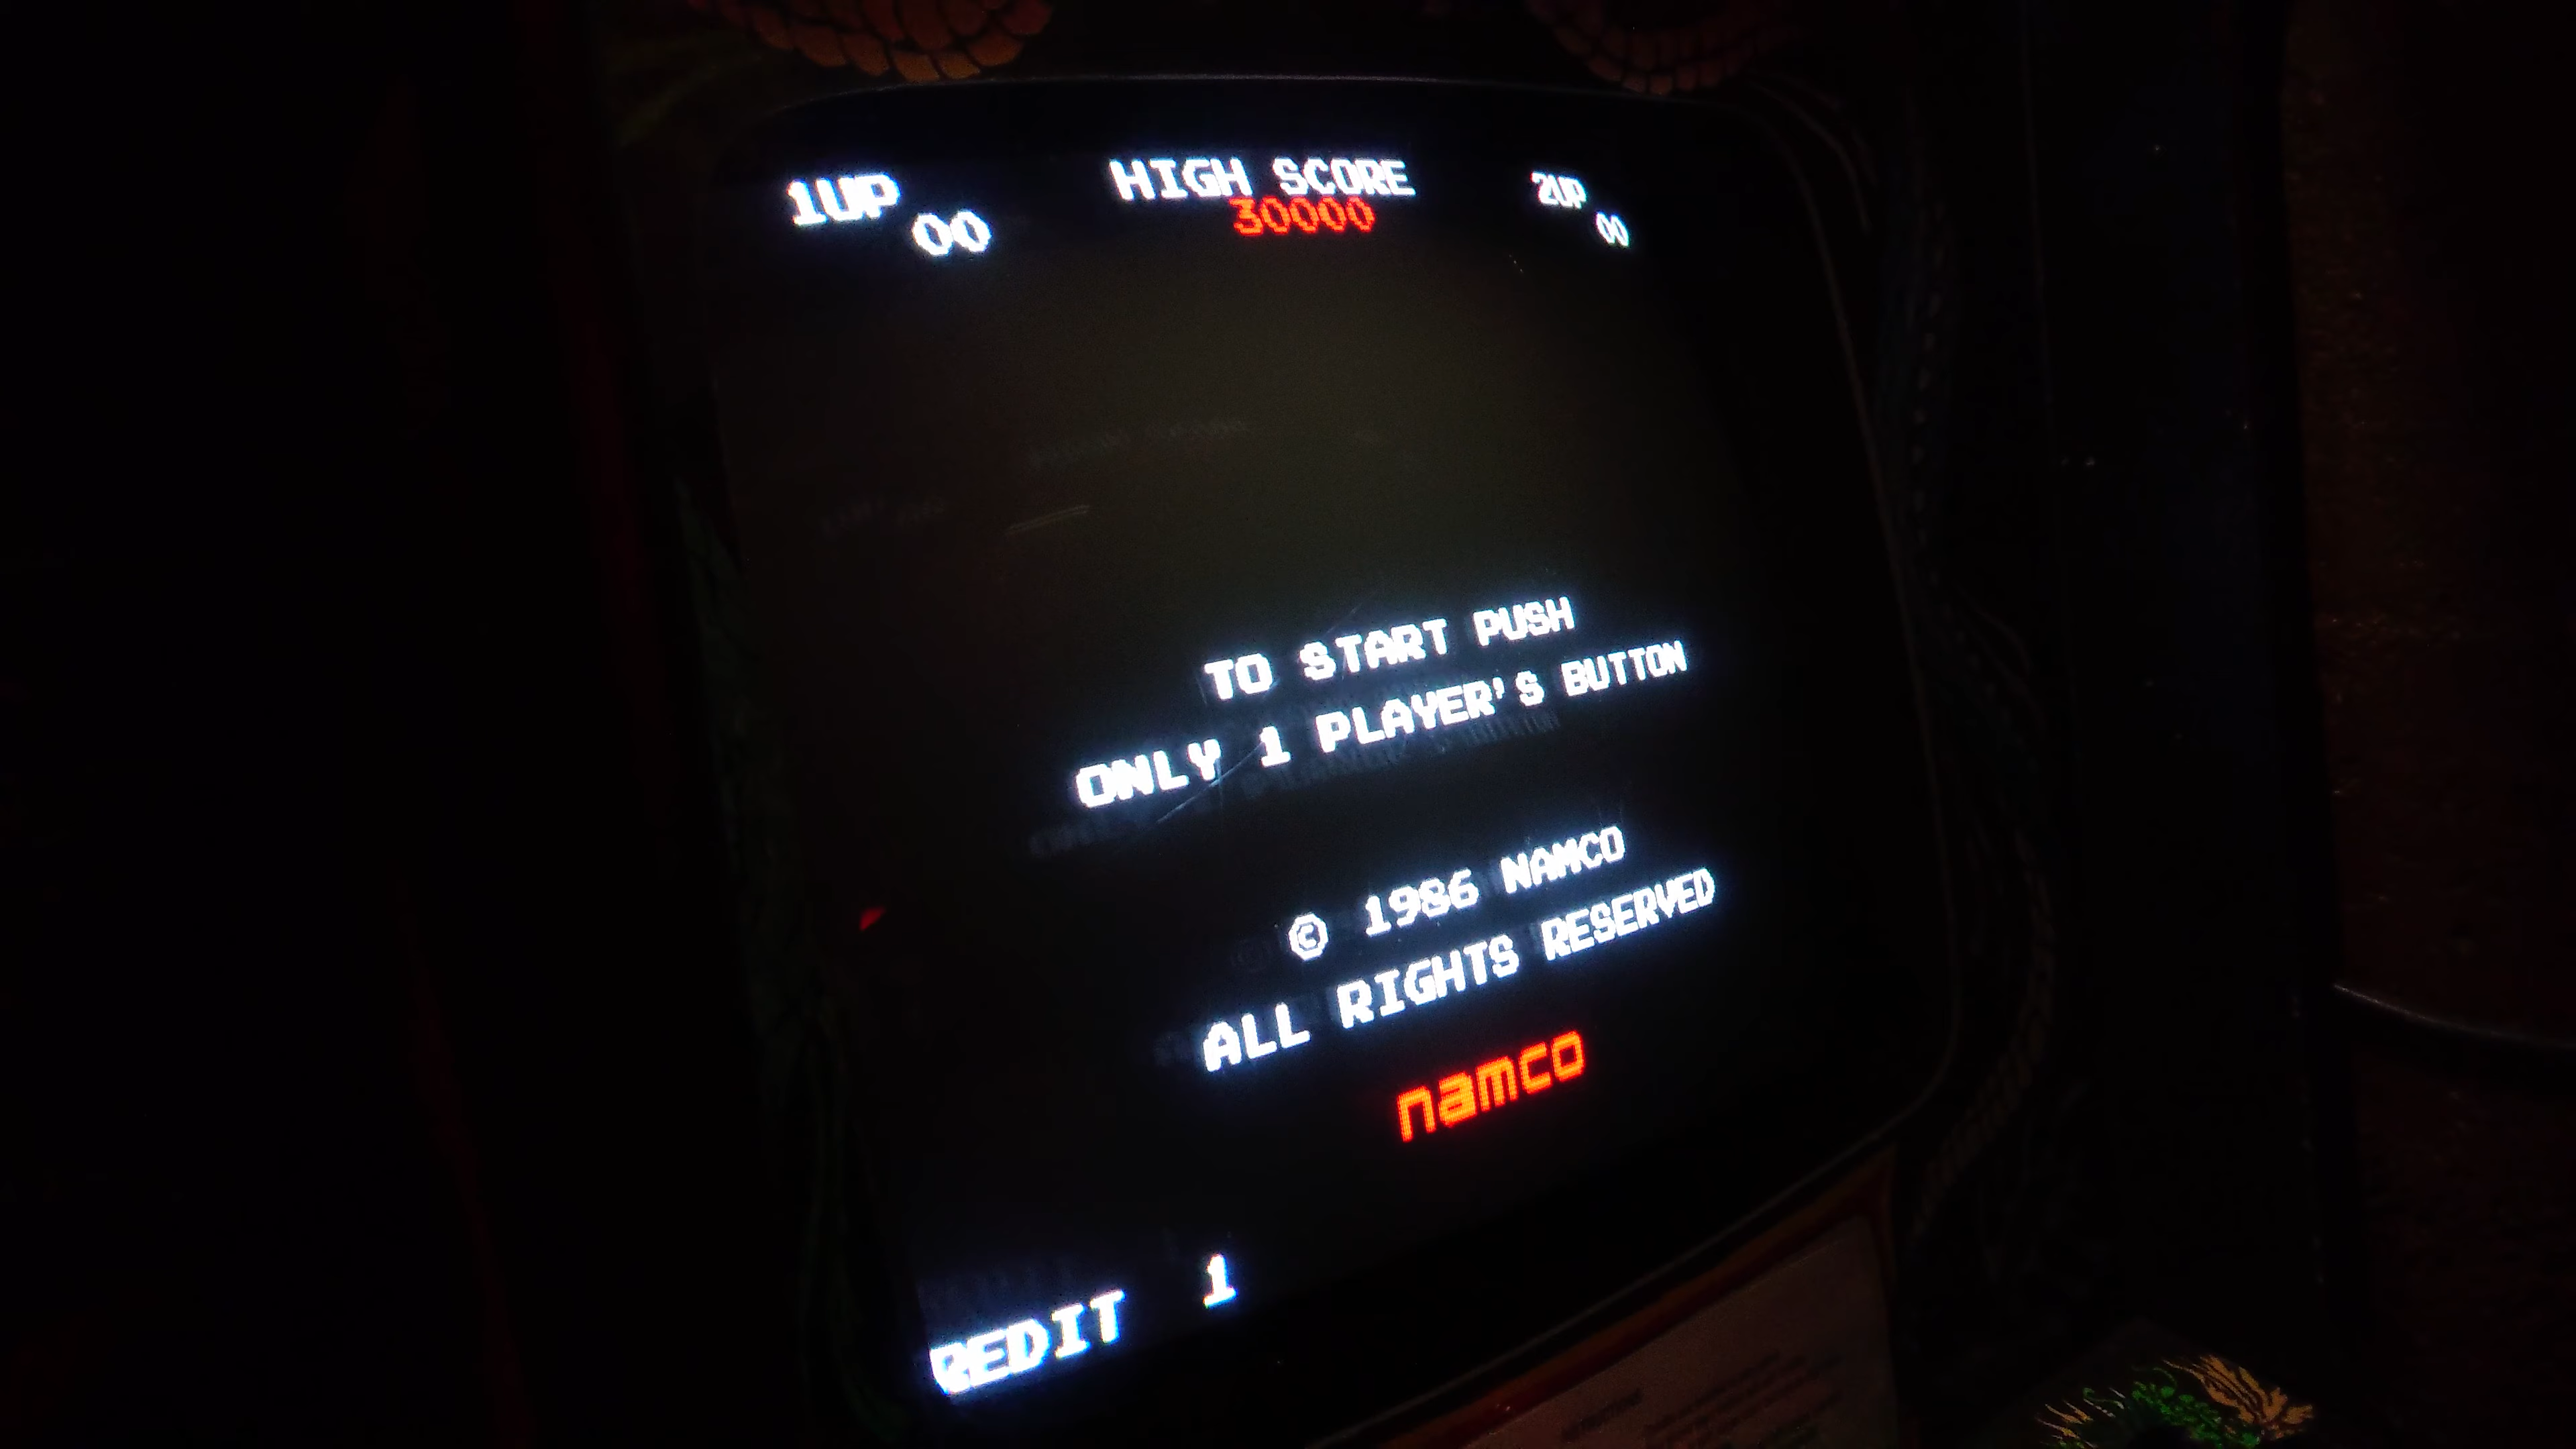 1UP HIGH SCORE 2UP
00 30000 00
TO START PUSH
ONLY 1 PLAYER'S BUTTON
© 1986 NAMCO
ALL RIGHTS RESERVED
namco
REDIT 1